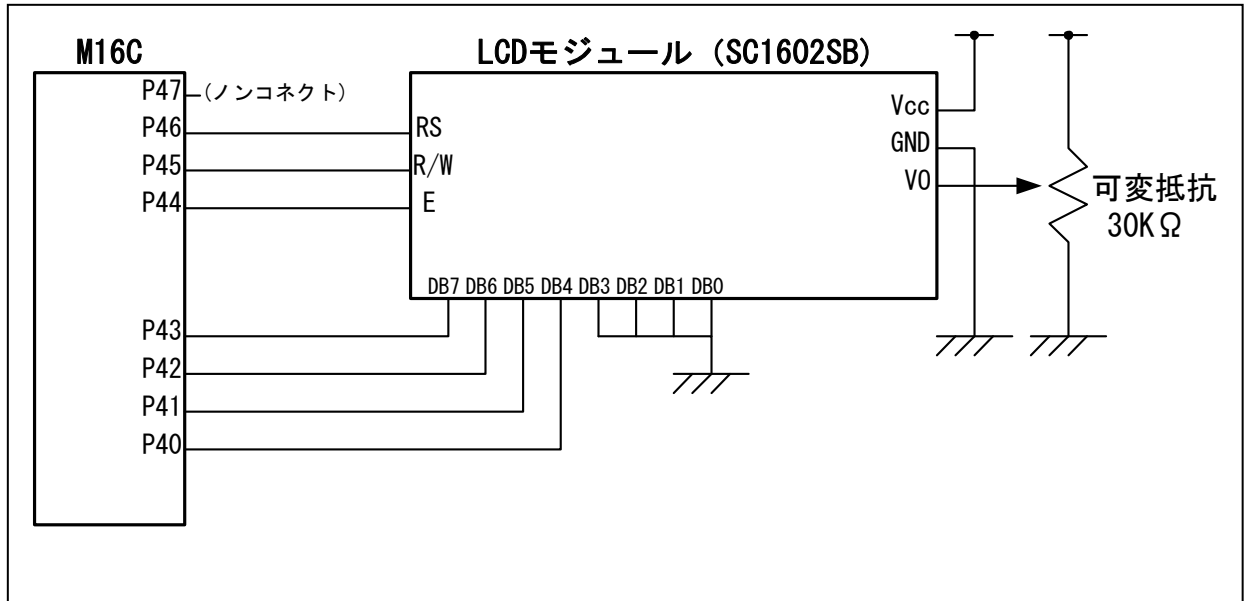 M16C
LCDモジュール (SC1602SB)
P47 (ノンコネクト)
P46
P45
P44
P43
P42
P41
P40
RS
R/W
E
DB7 DB6 DB5 DB4 DB3 DB2 DB1 DB0
Vcc
GND
VO
可変抵抗
30KΩ